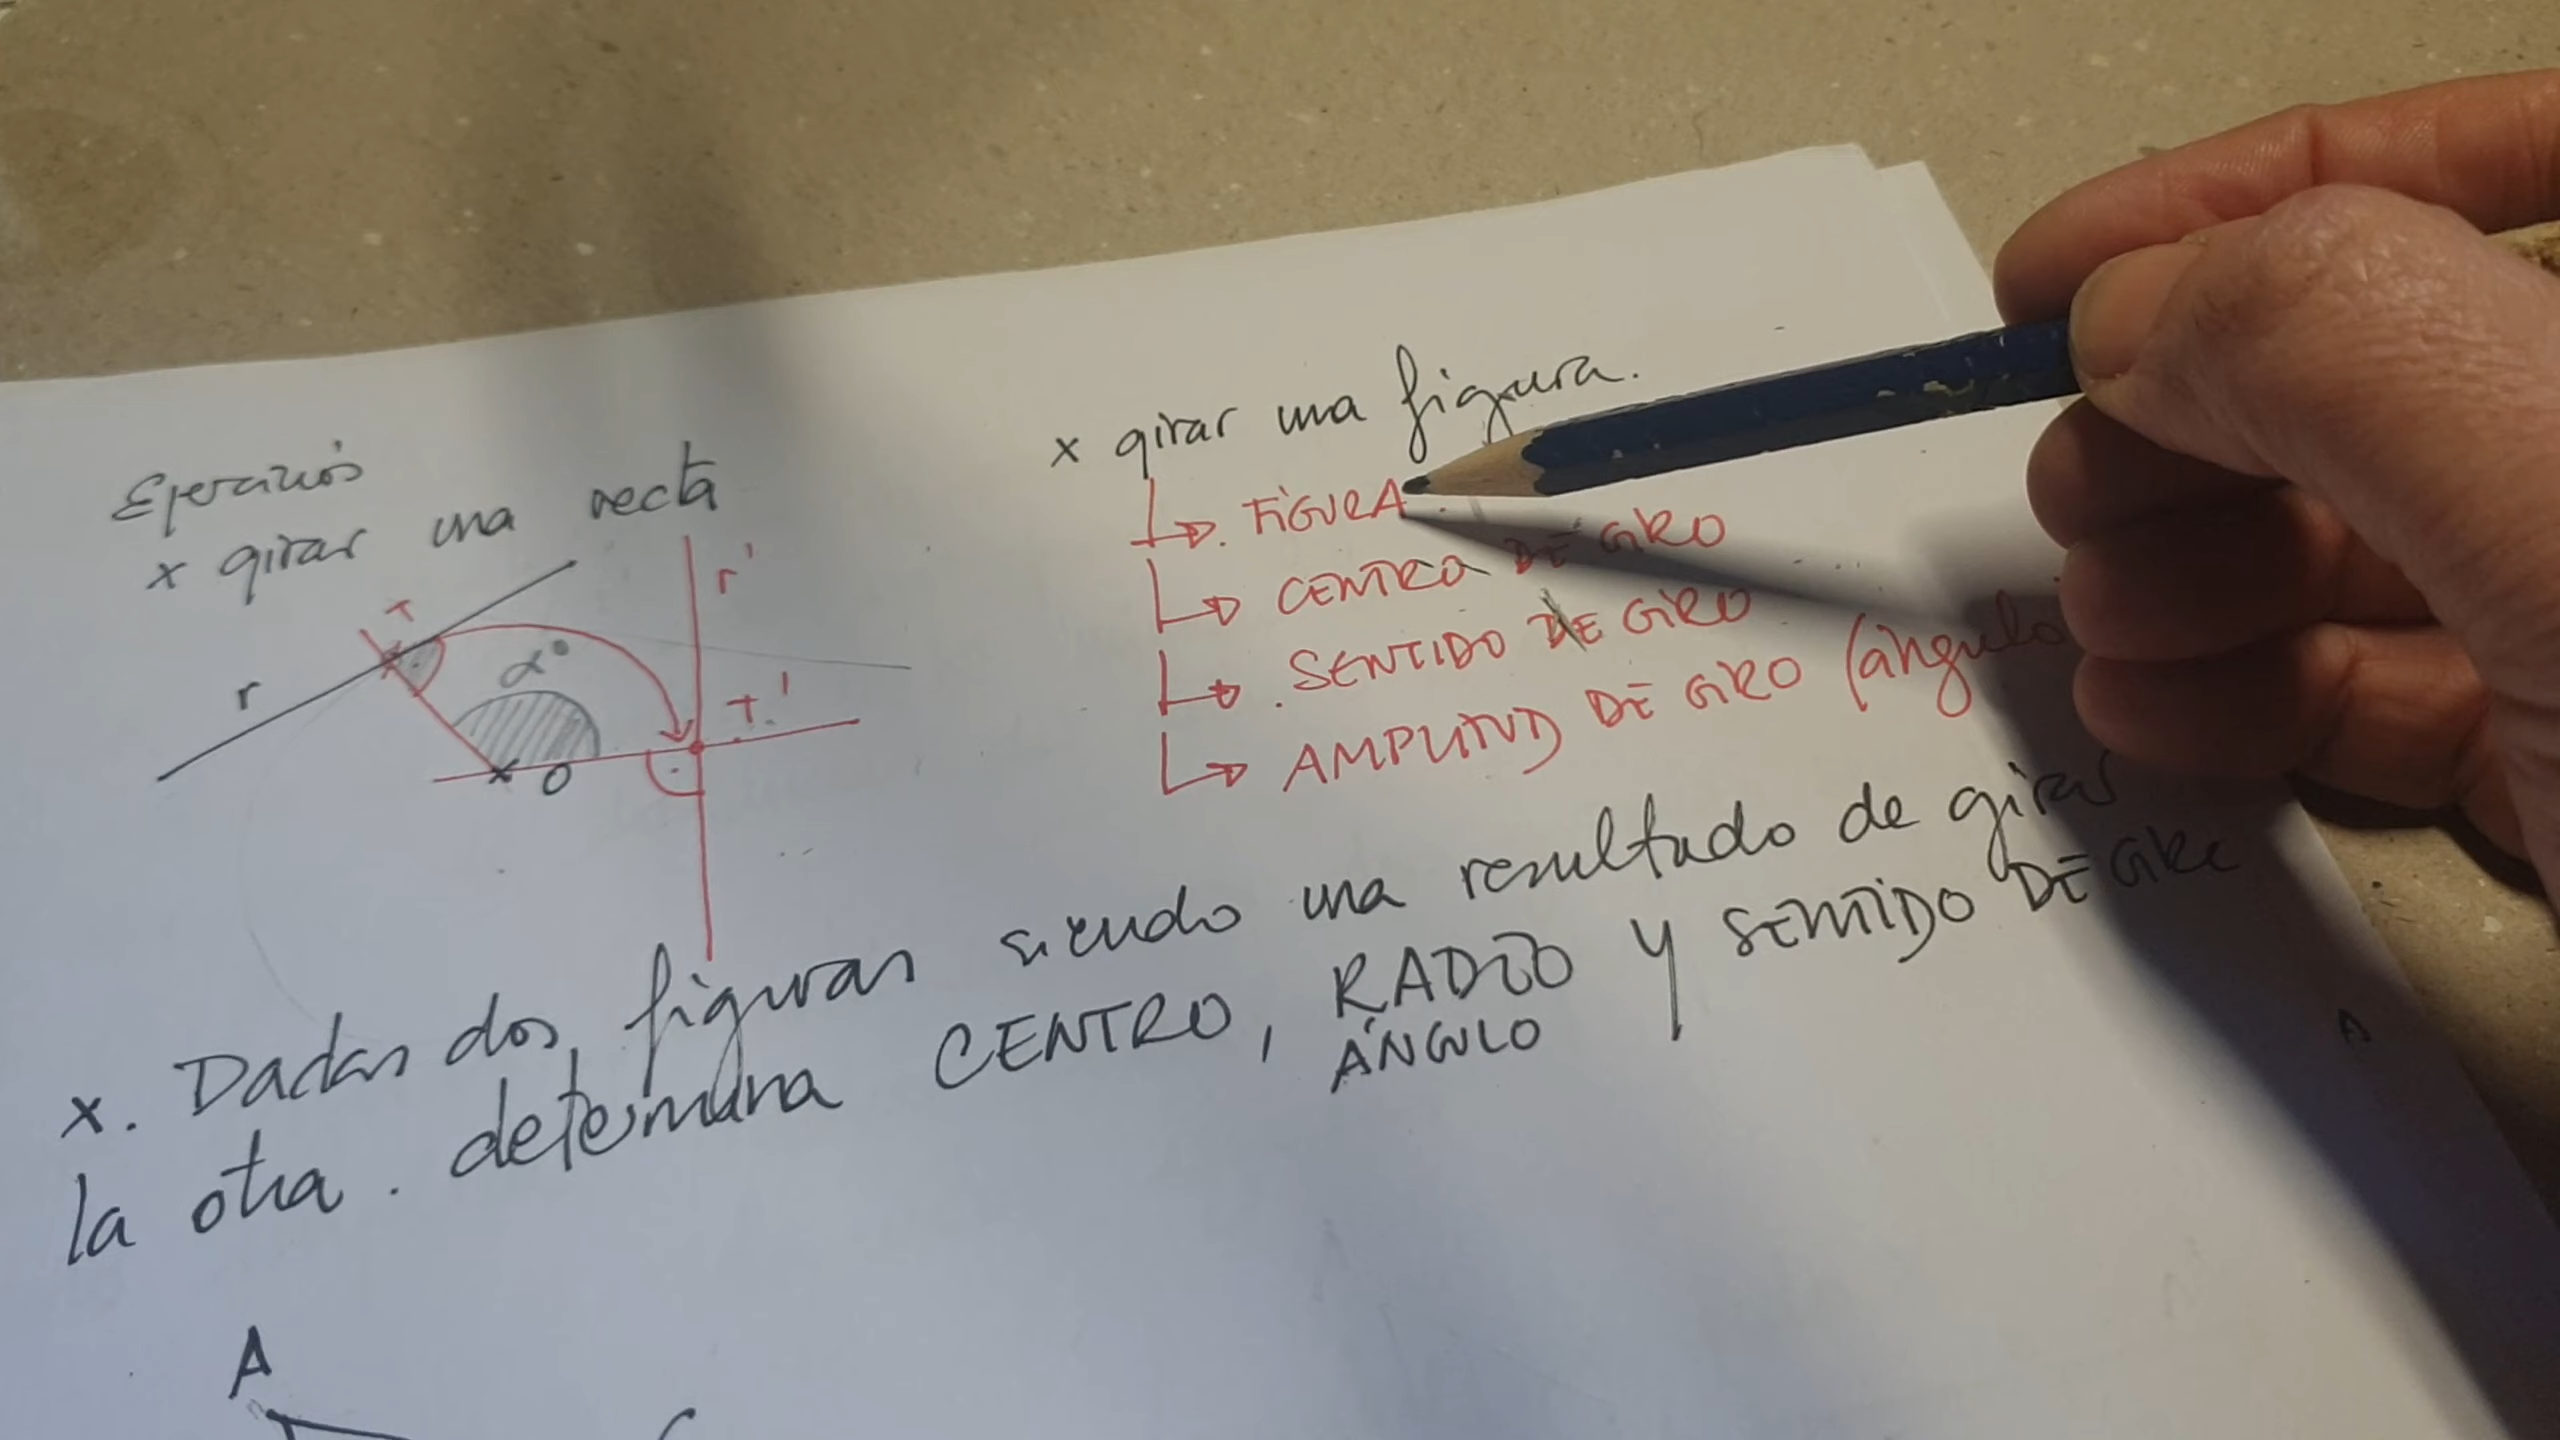 Ejercicios
x girar una recta
T
r
α°
O
r'
T'
x girar una figura.
FIGURA
CENTRO DE GIRO
SENTIDO DE GIRO
AMPLITUD DE GIRO (ángulo
x. Dadas dos figuras siendo una resultado de girar
la otra. determina CENTRO, RADIO y SENTIDO DE GIRO
ÁNGULO
A